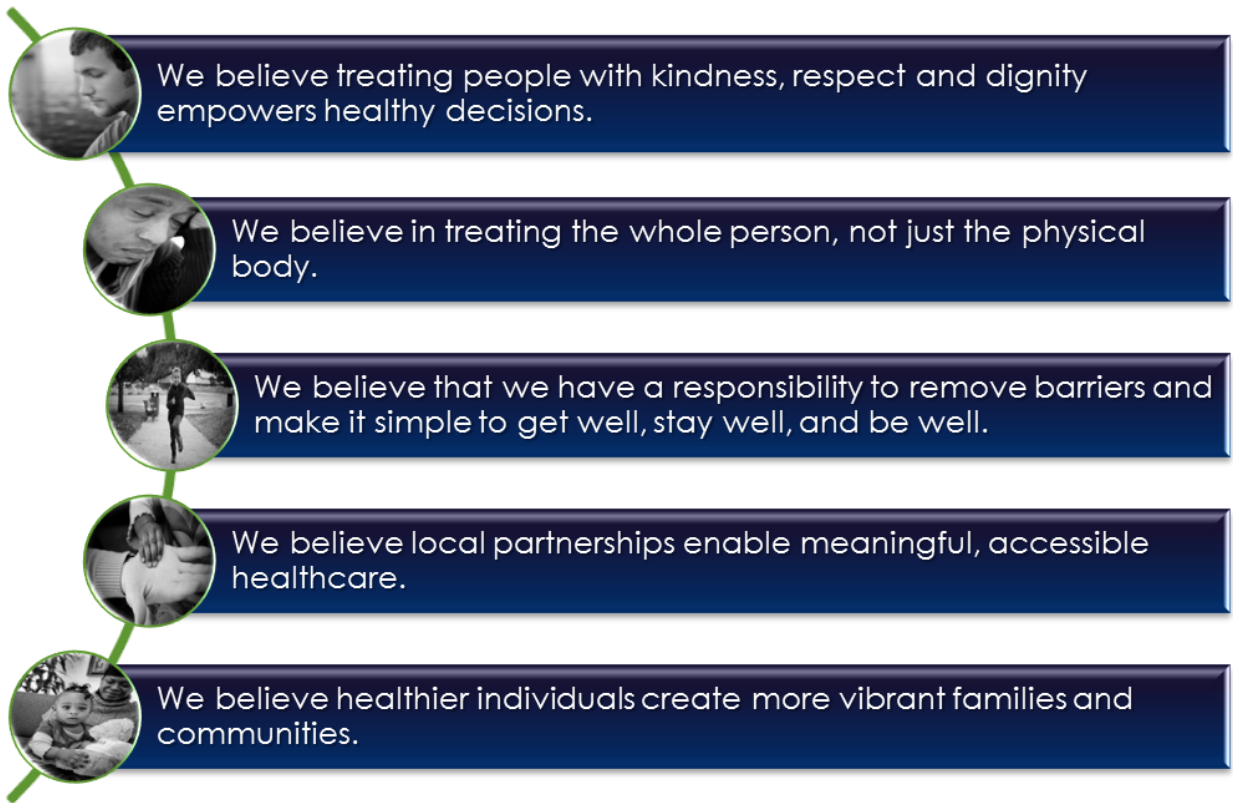 We believe treating people with kindness, respect and dignity
empowers healthy decisions.
We believe in treating the whole person, not just the physical
body.
We believe that we have a responsibility to remove barriers and
make it simple to get well, stay well, and be well.
We believe local partnerships enable meaningful, accessible
healthcare.
We believe healthier individuals create more vibrant families and
communities.